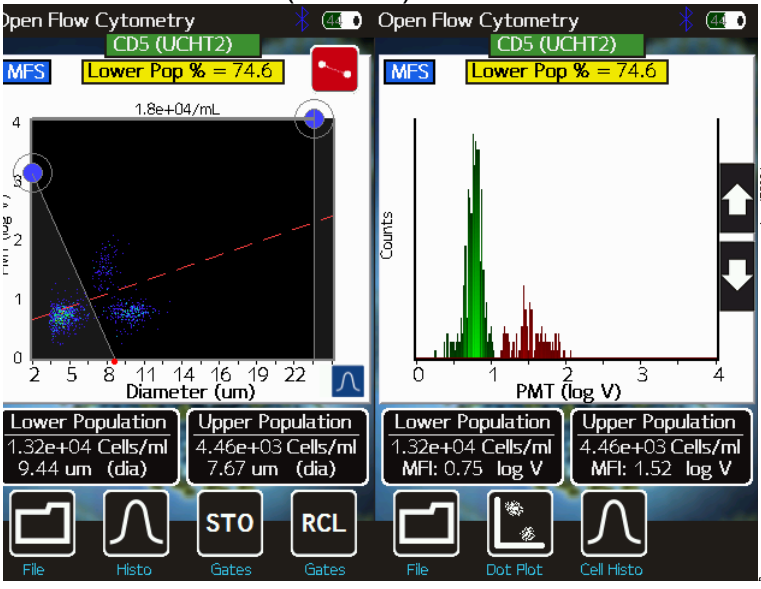 Open Flow Cytometry
44
CD5 (UCHT2)
MFS
Lower Pop % = 74.6
1.8e+04/mL
4
3
2
1
0
PMT (log V)
2 5 8 11 14 16 19 22
Diameter (um)
Lower Population
1.32e+04 Cells/ml
9.44 um (dia)
Upper Population
4.46e+03 Cells/ml
7.67 um (dia)
File
Histo
STO
Gates
RCL
Gates
Open Flow Cytometry
44
CD5 (UCHT2)
MFS
Lower Pop % = 74.6
Counts
0 1 2 3 4
PMT (log V)
Lower Population
1.32e+04 Cells/ml
MFI: 0.75 log V
Upper Population
4.46e+03 Cells/ml
MFI: 1.52 log V
File
Dot Plot
Cell Histo